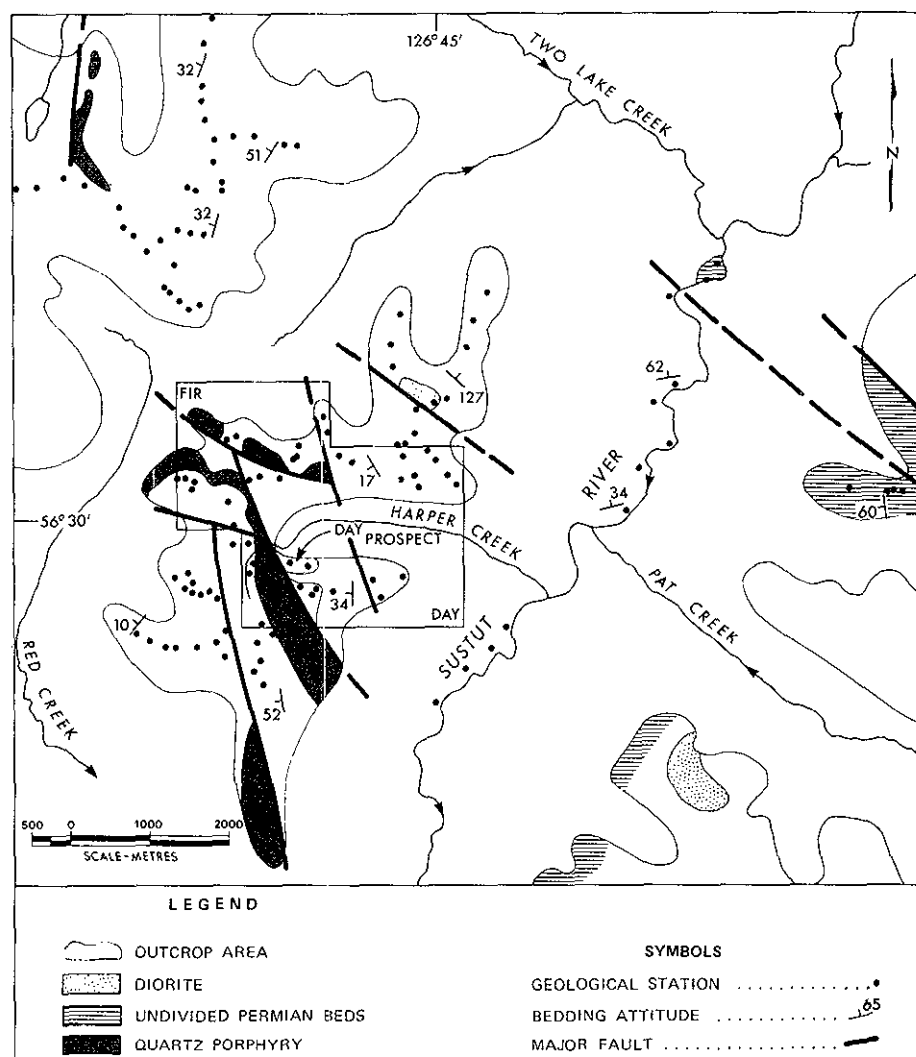 126° 45'
TWO LAKE CREEK
32
51
32
N
127
62
FIR
17
34
RIVER
HARPER CREEK
60
56° 30'
DAY
PROSPECT
34
DAY
PAT CREEK
10
SUSTUT
RED CREEK
52
500 0 1000 2000
SCALE-METRES
LEGEND
OUTCROP AREA
DIORITE
UNDIVIDED PERMIAN BEDS
QUARTZ PORPHYRY
SYMBOLS
GEOLOGICAL STATION ............
BEDDING ATTITUDE .............. 65
MAJOR FAULT ...................